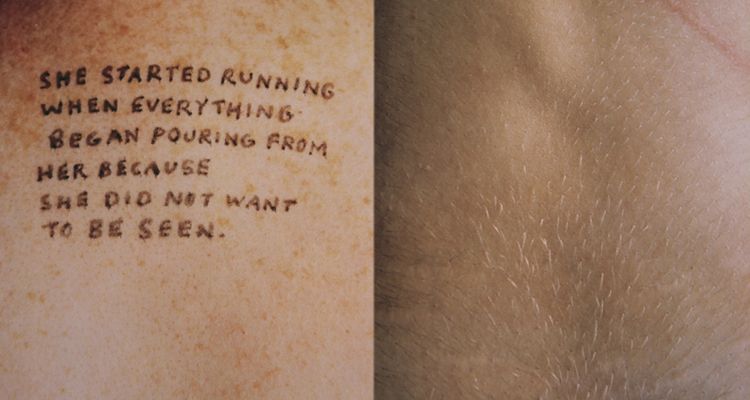 SHE STARTED RUNNING
WHEN EVERYTHING
BEGAN POURING FROM
HER BECAUSE
SHE DID NOT WANT
TO BE SEEN.